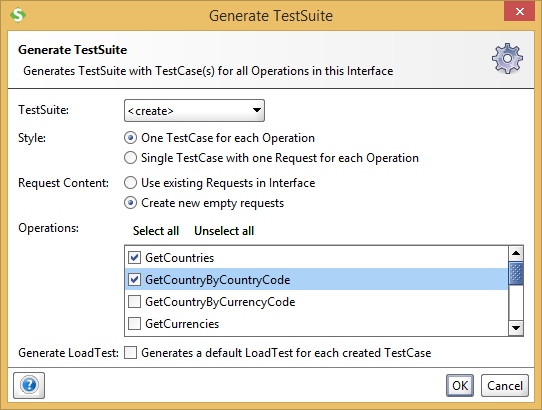 Generate TestSuite
Generate TestSuite
Generates TestSuite with TestCase(s) for all Operations in this Interface
TestSuite: <create>
Style: One TestCase for each Operation
Single TestCase with one Request for each Operation
Request Content: Use existing Requests in Interface
Create new empty requests
Operations: Select all Unselect all
GetCountries
GetCountryByCountryCode
GetCountryByCurrencyCode
GetCurrencies
Generate LoadTest: Generates a default LoadTest for each created TestCase
OK Cancel